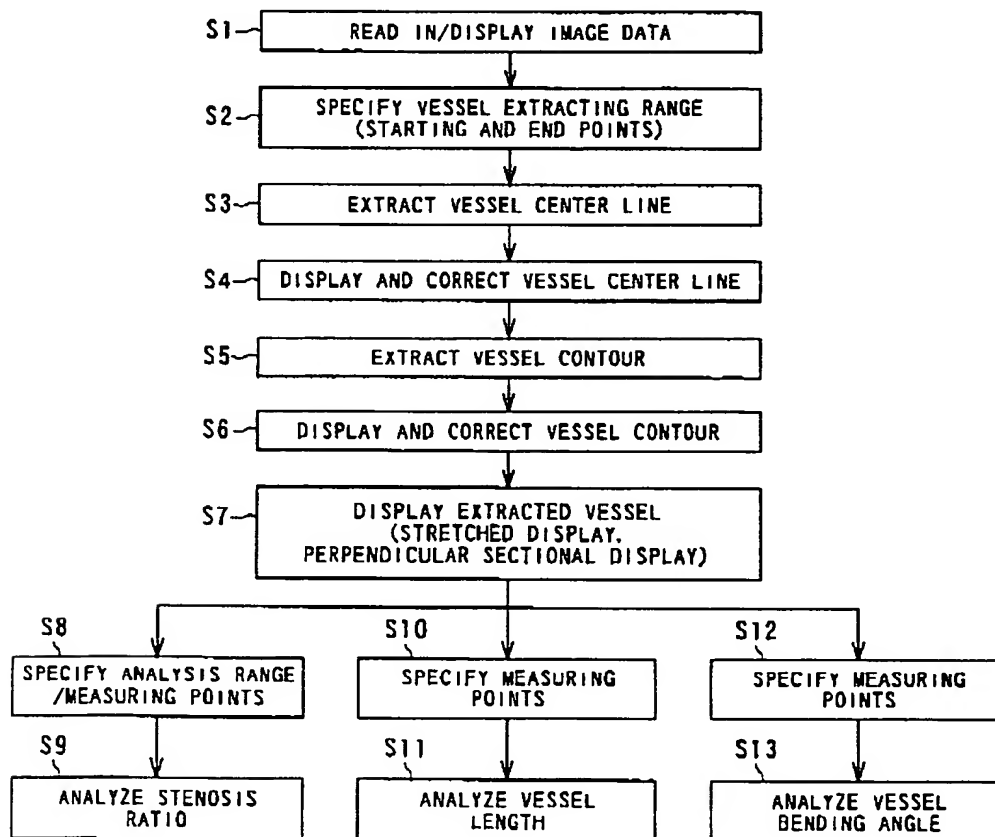 S1
READ IN/DISPLAY IMAGE DATA
S2
SPECIFY VESSEL EXTRACTING RANGE
(STARTING AND END POINTS)
S3
EXTRACT VESSEL CENTER LINE
S4
DISPLAY AND CORRECT VESSEL CENTER LINE
S5
EXTRACT VESSEL CONTOUR
S6
DISPLAY AND CORRECT VESSEL CONTOUR
S7
DISPLAY EXTRACTED VESSEL
(STRETCHED DISPLAY,
PERPENDICULAR SECTIONAL DISPLAY)
S8
SPECIFY ANALYSIS RANGE
/MEASURING POINTS
S9
ANALYZE STENOSIS
RATIO
S10
SPECIFY MEASURING
POINTS
S11
ANALYZE VESSEL
LENGTH
S12
SPECIFY MEASURING
POINTS
S13
ANALYZE VESSEL
BENDING ANGLE